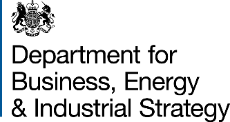 Department for
Business, Energy
& Industrial Strategy